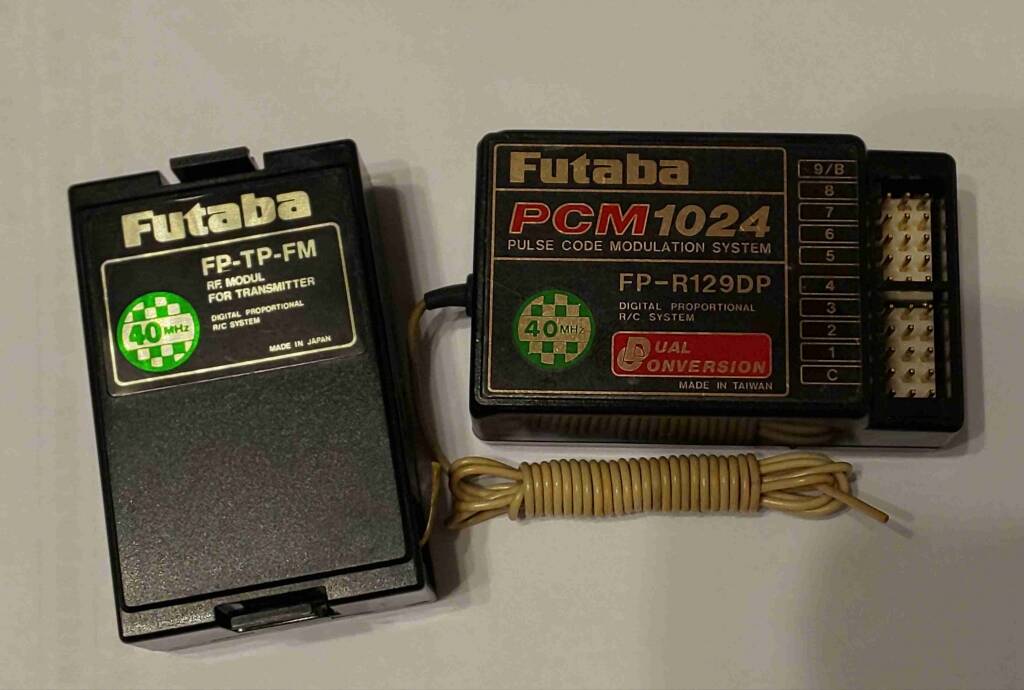 Futaba
FP-TP-FM
RF. MODUL
FOR TRANSMITTER
DIGITAL PROPORTIONAL
R/C SYSTEM
40 MHz
MADE IN JAPAN
Futaba
PCM 1024
PULSE CODE MODULATION SYSTEM
FP-R129DP
DIGITAL PROPORTIONAL
R/C SYSTEM
40 MHz
DUAL
CONVERSION
MADE IN TAIWAN
9/B
8
7
6
5
4
3
2
1
C